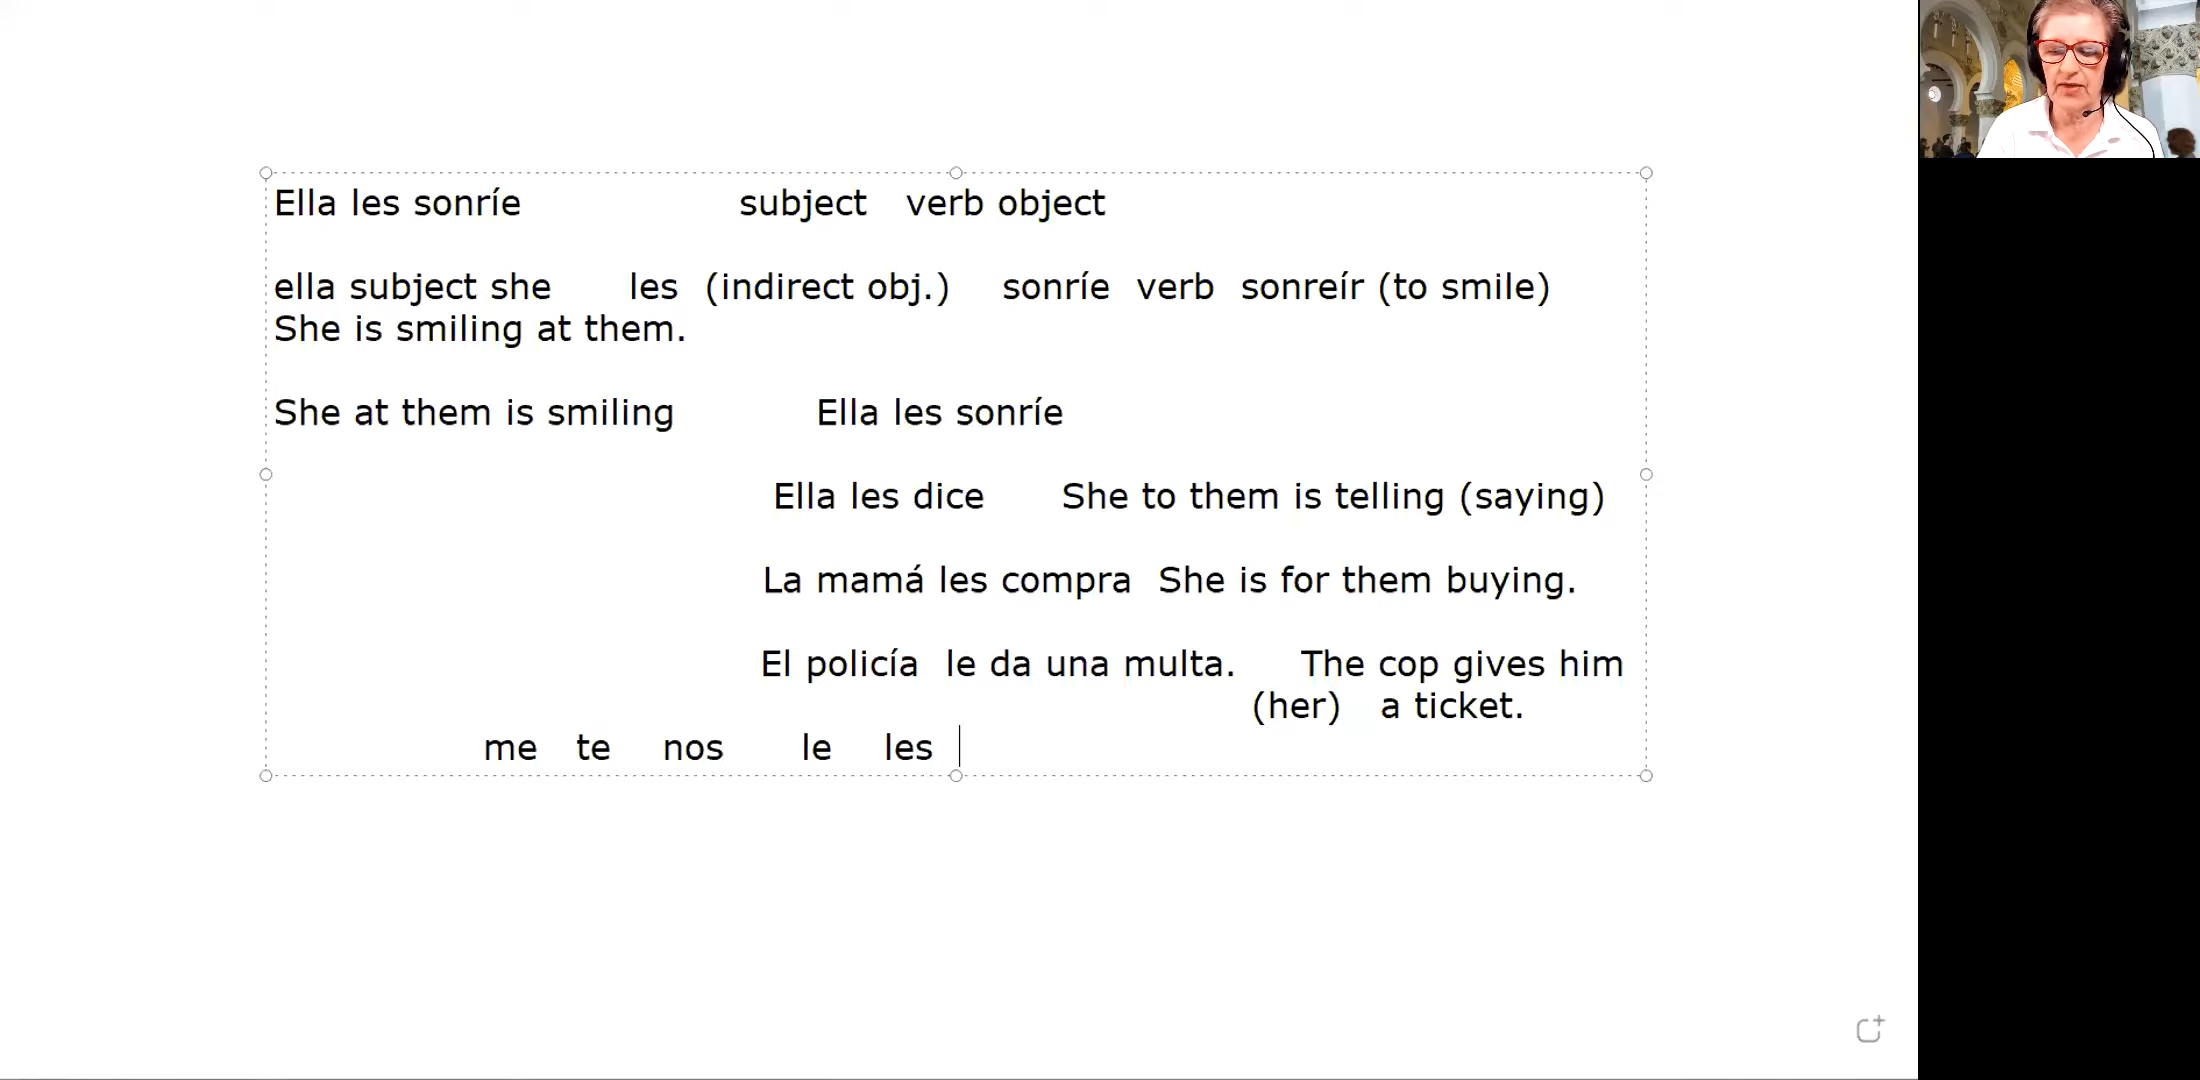 Ella les sonríe subject verb object
ella subject she les (indirect obj.) sonríe verb sonreír (to smile)
She is smiling at them.
She at them is smiling Ella les sonríe
Ella les dice She to them is telling (saying)
La mamá les compra She is for them buying.
El policía le da una multa. The cop gives him
(her) a ticket.
me te nos le les